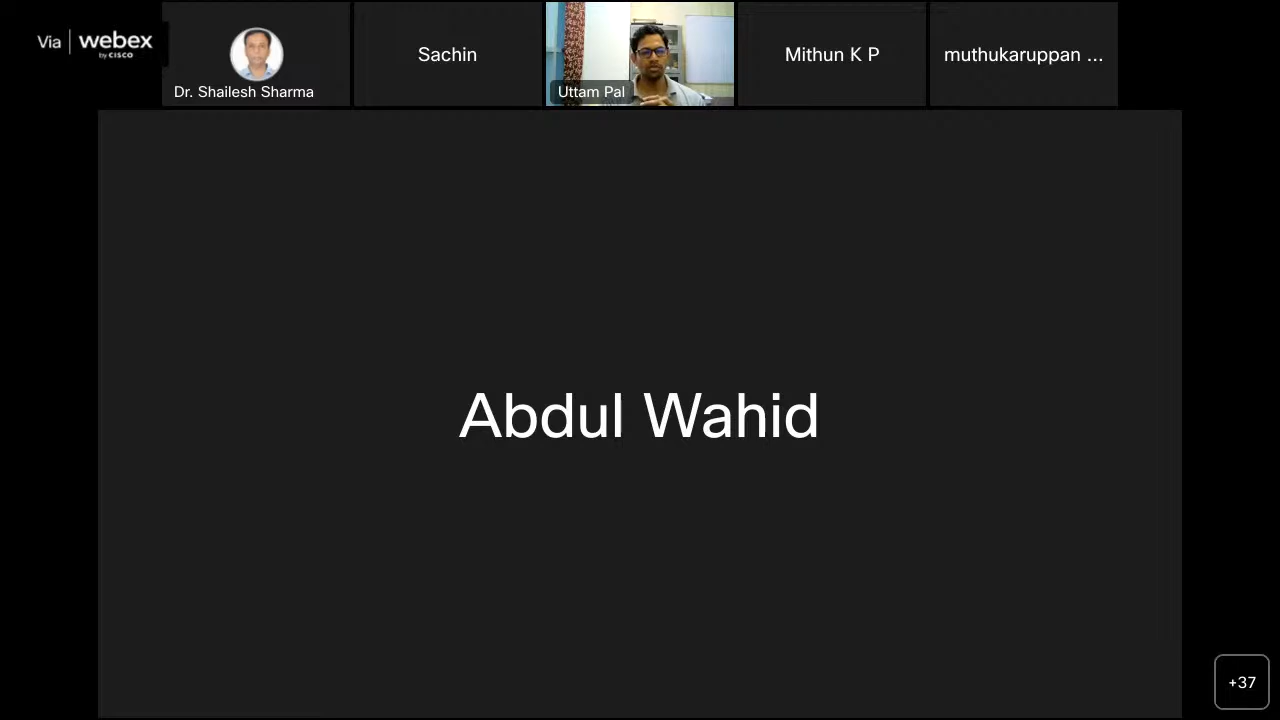 Via webex
by CISCO
Dr. Shailesh Sharma
Sachin
Uttam Pal
Mithun K P
muthukaruppan ...
Abdul Wahid
+37